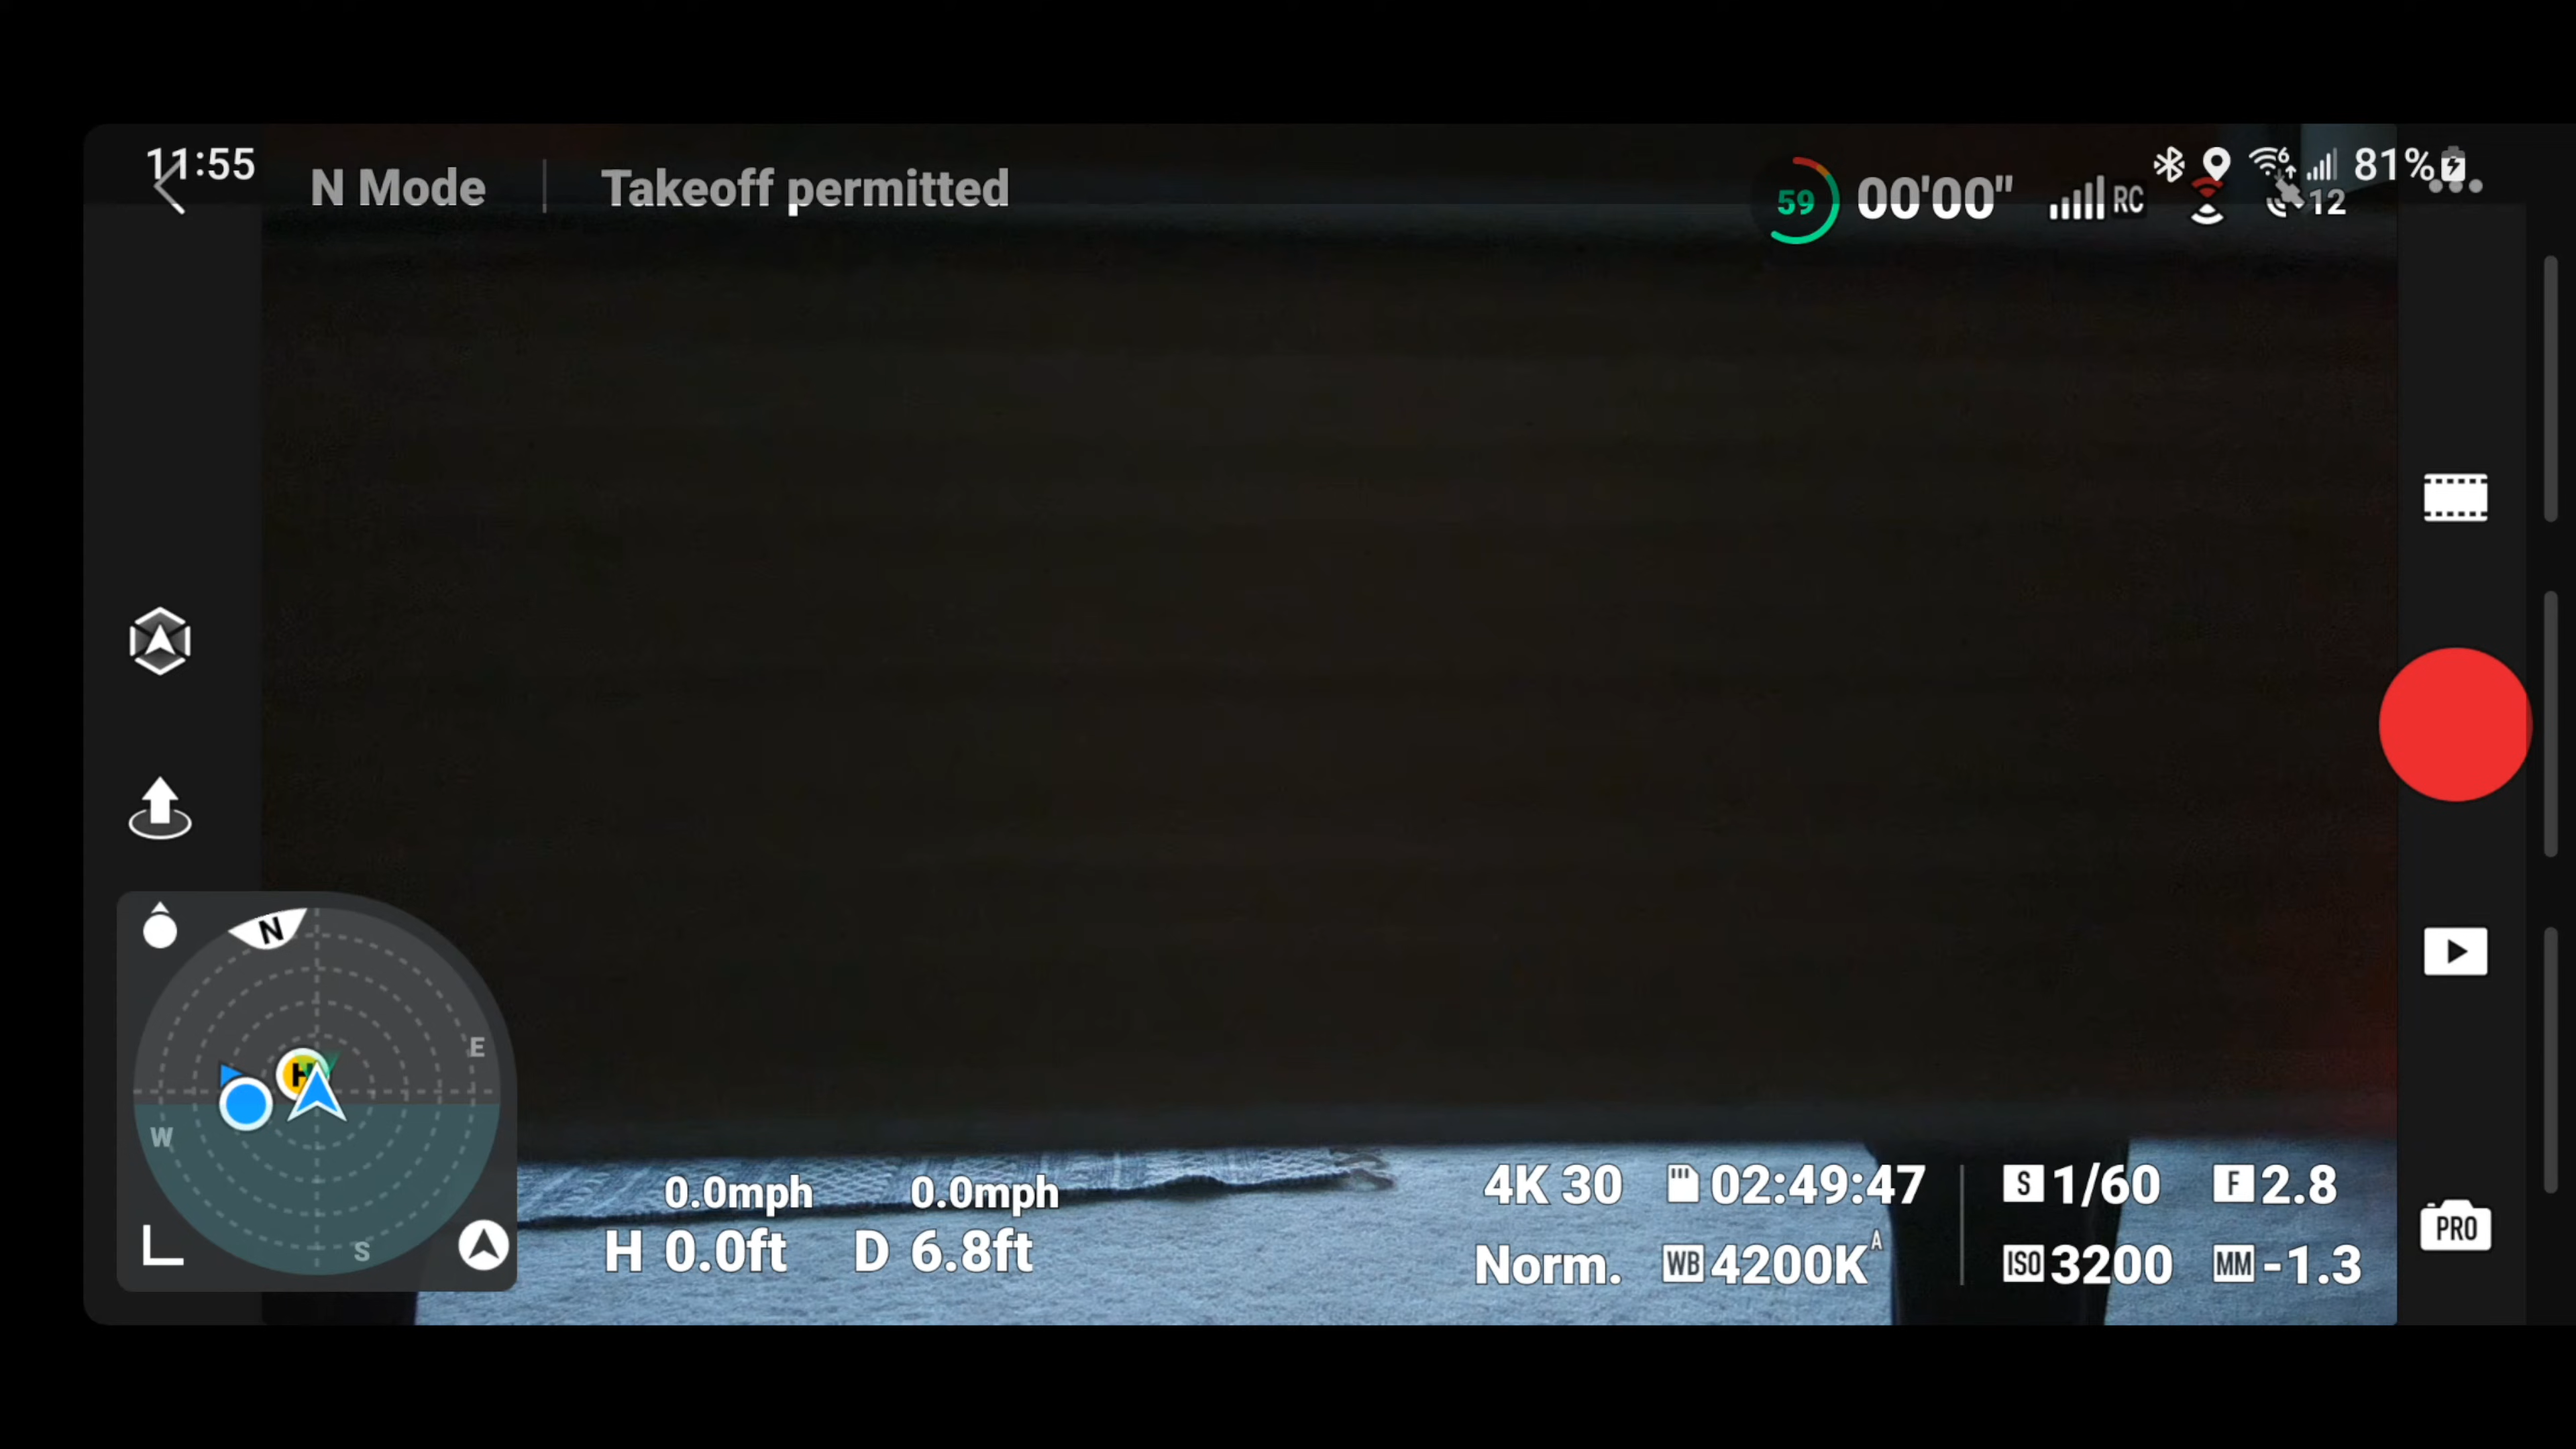 11:55
N Mode
Takeoff permitted
59
00'00"
RC
6
12
81%
N
E
W
S
H
0.0mph
0.0mph
H 0.0ft
D 6.8ft
4K 30
02:49:47
S 1/60
F 2.8
Norm.
WB 4200K A
ISO 3200
MM -1.3
PRO